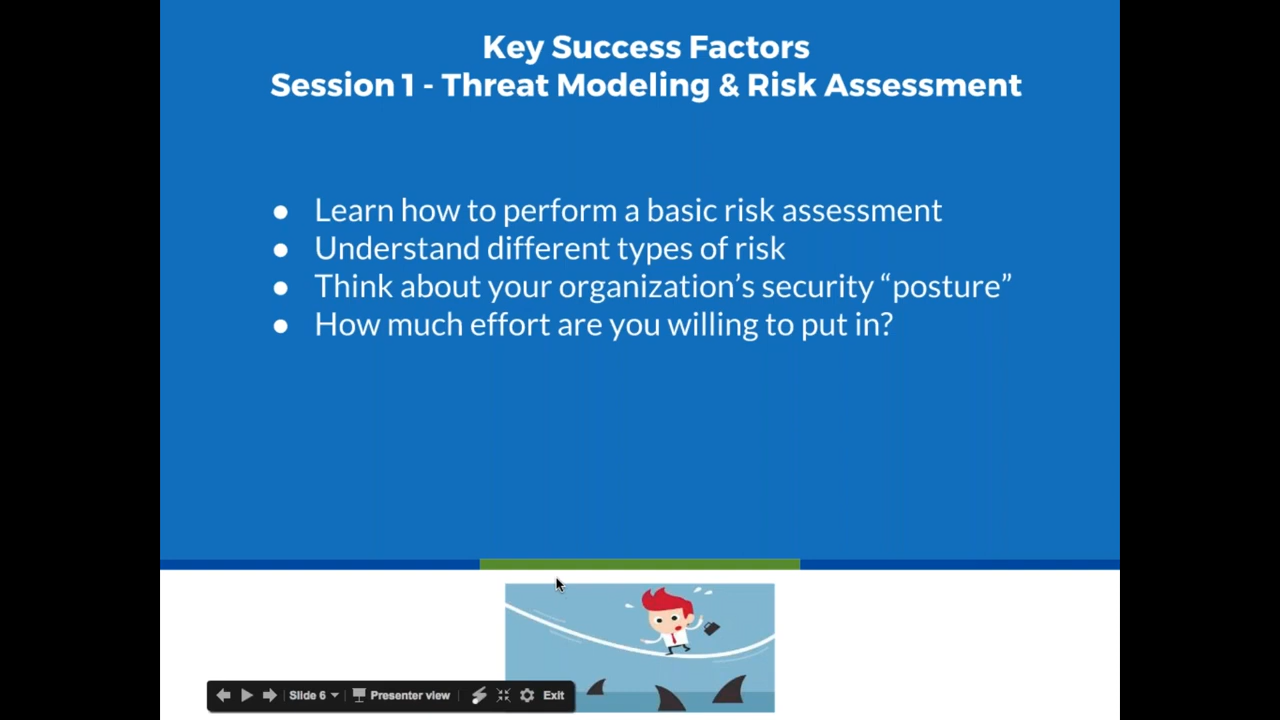 Key Success Factors
Session 1 - Threat Modeling & Risk Assessment
● Learn how to perform a basic risk assessment
● Understand different types of risk
● Think about your organization’s security “posture”
● How much effort are you willing to put in?
Slide 6 Presenter view Exit